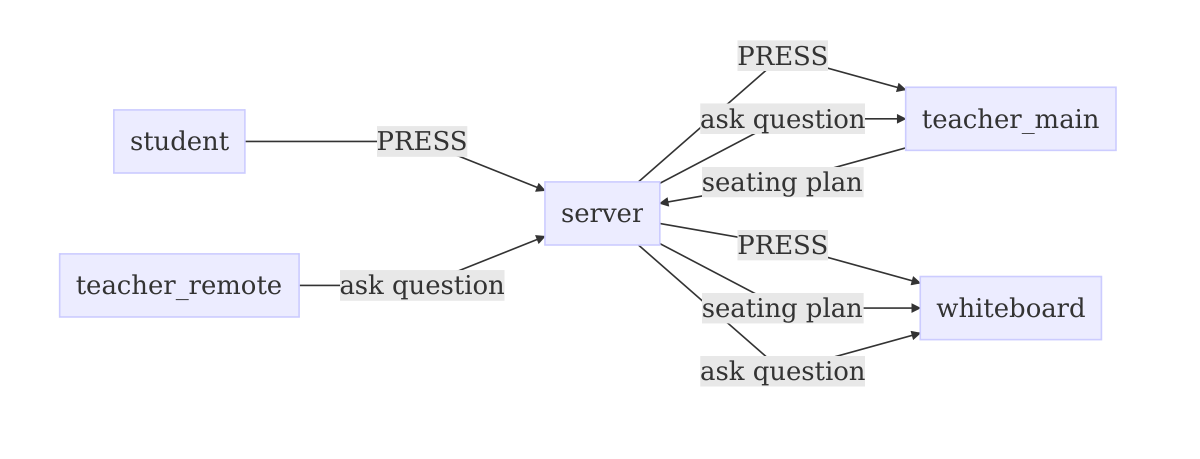 PRESS
ask question
teacher_main
student
PRESS
seating plan
server
PRESS
teacher_remote
ask question
seating plan
whiteboard
ask question